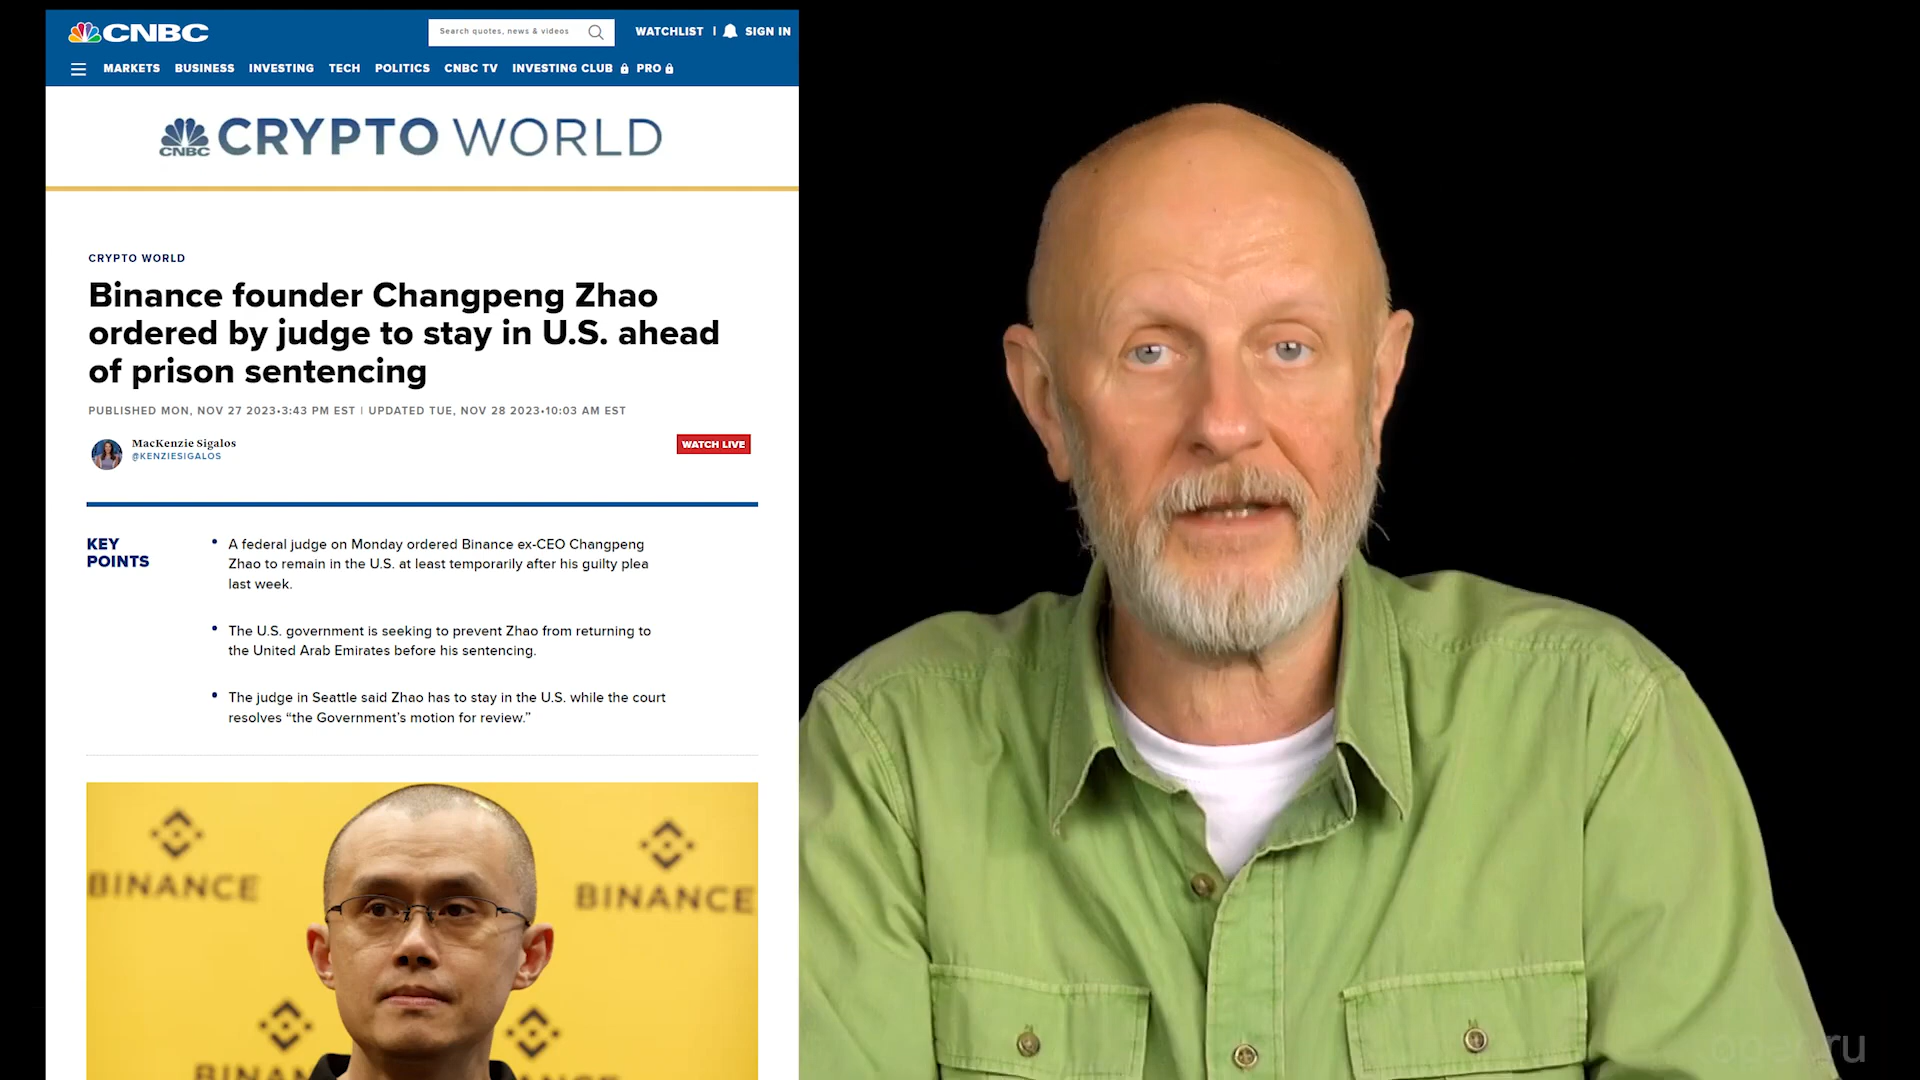 CNBC
Search quotes, news & videos
WATCHLIST | SIGN IN
MARKETS BUSINESS INVESTING TECH POLITICS CNBC TV INVESTING CLUB PRO
CNBC CRYPTO WORLD
CRYPTO WORLD
Binance founder Changpeng Zhao
ordered by judge to stay in U.S. ahead
of prison sentencing
PUBLISHED MON, NOV 27 2023•3:43 PM EST | UPDATED TUE, NOV 28 2023•10:03 AM EST
MacKenzie Sigalos
@KENZIESIGALOS
WATCH LIVE
KEY
POINTS
• A federal judge on Monday ordered Binance ex-CEO Changpeng
Zhao to remain in the U.S. at least temporarily after his guilty plea
last week.
• The U.S. government is seeking to prevent Zhao from returning to
the United Arab Emirates before his sentencing.
• The judge in Seattle said Zhao has to stay in the U.S. while the court
resolves “the Government’s motion for review.”
BINANCE
BINANCE